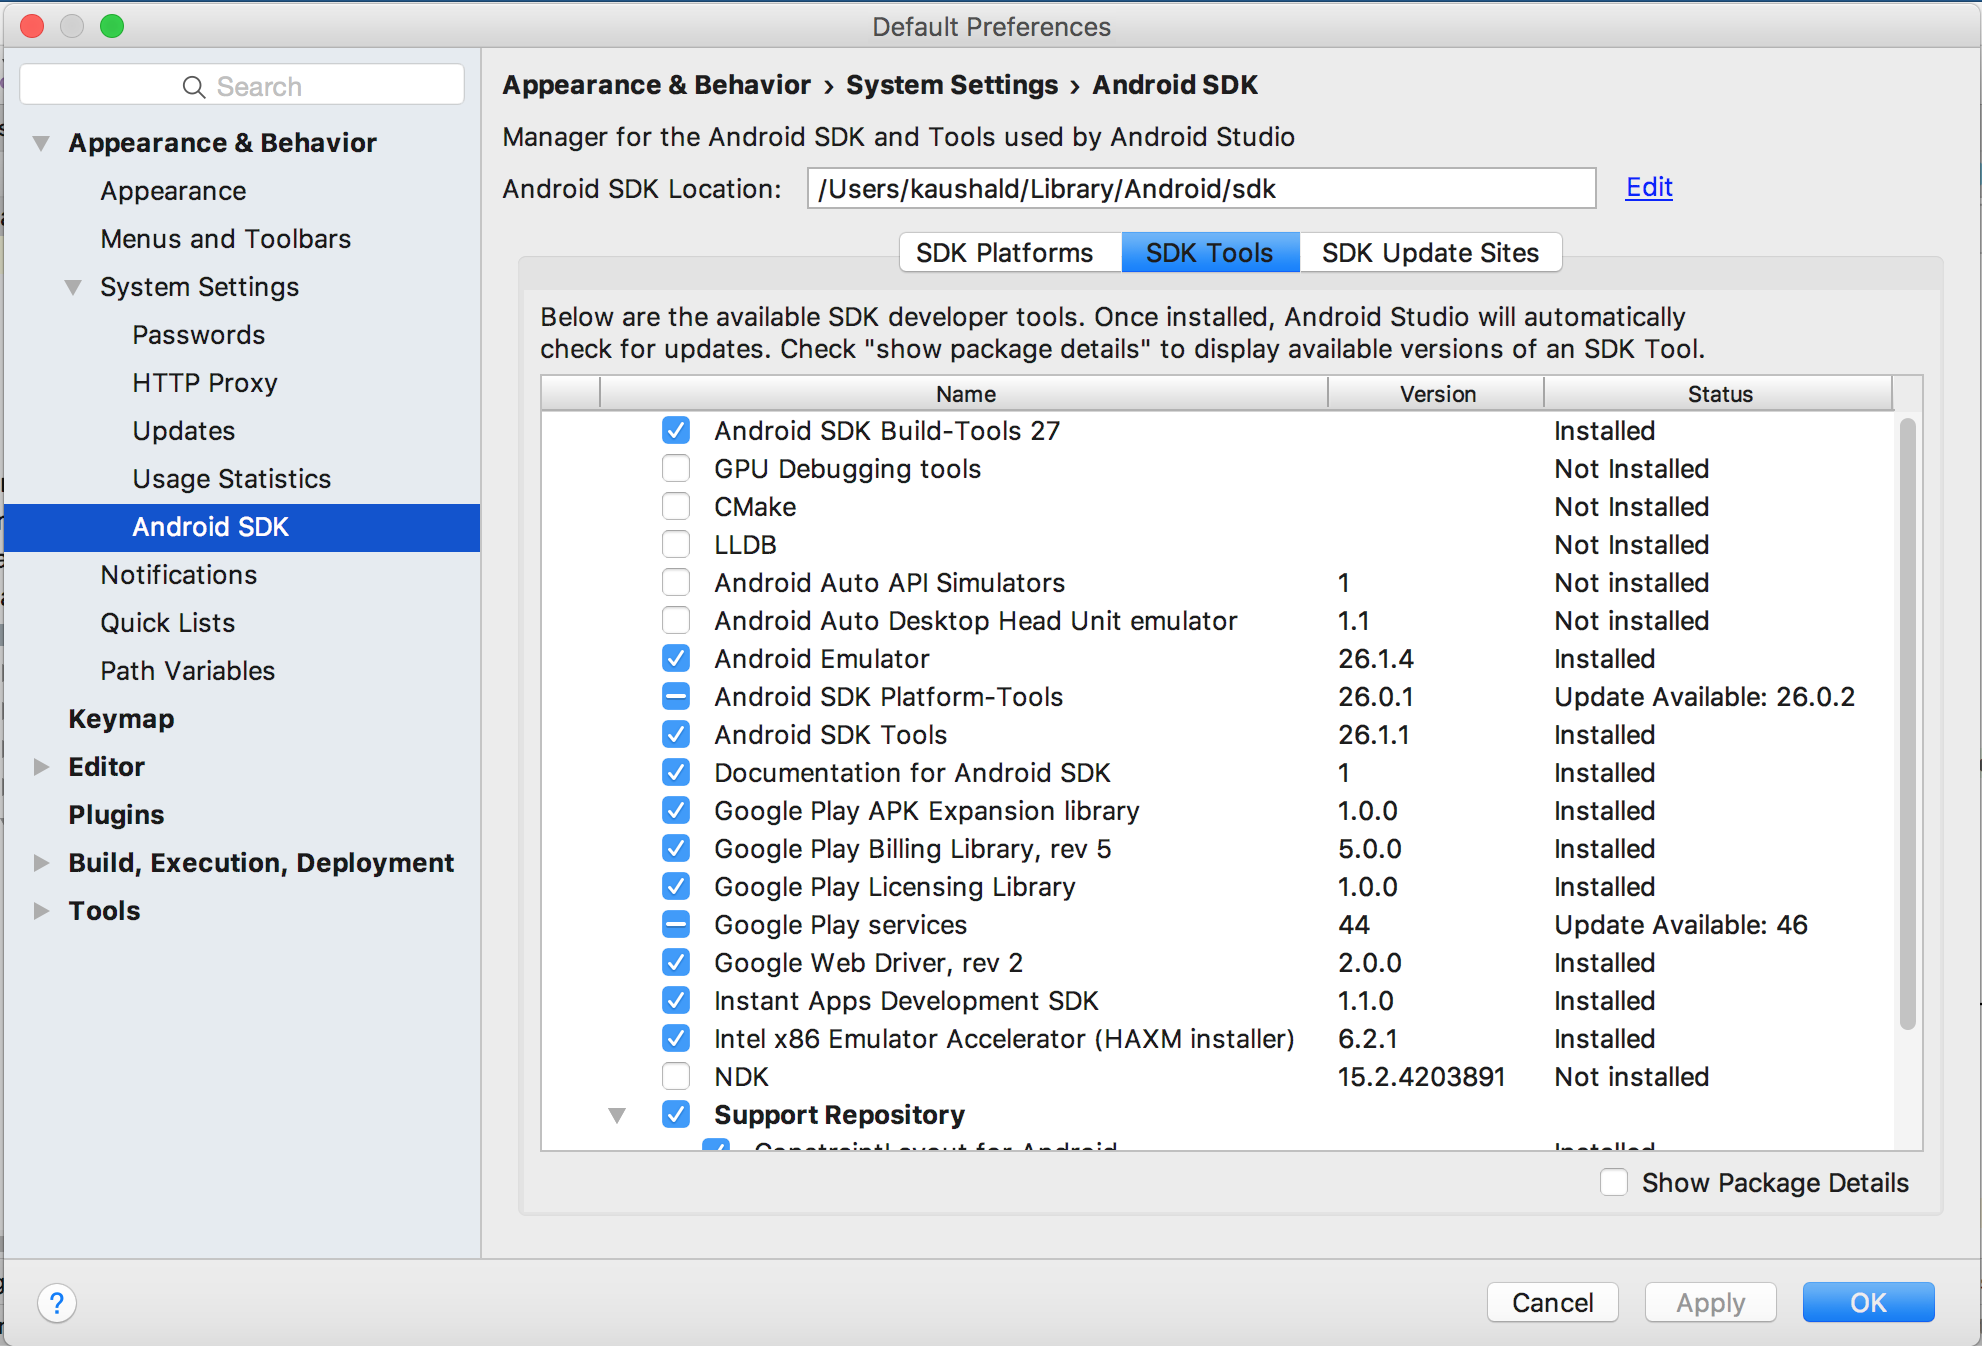 Default Preferences
Search
Appearance & Behavior
Appearance
Menus and Toolbars
System Settings
Passwords
HTTP Proxy
Updates
Usage Statistics
Android SDK
Notifications
Quick Lists
Path Variables
Keymap
Editor
Plugins
Build, Execution, Deployment
Tools
Appearance & Behavior › System Settings › Android SDK
Manager for the Android SDK and Tools used by Android Studio
Android SDK Location: /Users/kaushald/Library/Android/sdk Edit
SDK Platforms SDK Tools SDK Update Sites
Below are the available SDK developer tools. Once installed, Android Studio will automatically
check for updates. Check "show package details" to display available versions of an SDK Tool.
Name Version Status
Android SDK Build-Tools 27 Installed
GPU Debugging tools Not Installed
CMake Not Installed
LLDB Not Installed
Android Auto API Simulators 1 Not installed
Android Auto Desktop Head Unit emulator 1.1 Not installed
Android Emulator 26.1.4 Installed
Android SDK Platform-Tools 26.0.1 Update Available: 26.0.2
Android SDK Tools 26.1.1 Installed
Documentation for Android SDK 1 Installed
Google Play APK Expansion library 1.0.0 Installed
Google Play Billing Library, rev 5 5.0.0 Installed
Google Play Licensing Library 1.0.0 Installed
Google Play services 44 Update Available: 46
Google Web Driver, rev 2 2.0.0 Installed
Instant Apps Development SDK 1.1.0 Installed
Intel x86 Emulator Accelerator (HAXM installer) 6.2.1 Installed
NDK 15.2.4203891 Not installed
Support Repository
ConstraintLayout for Android Installed
Show Package Details
? Cancel Apply OK